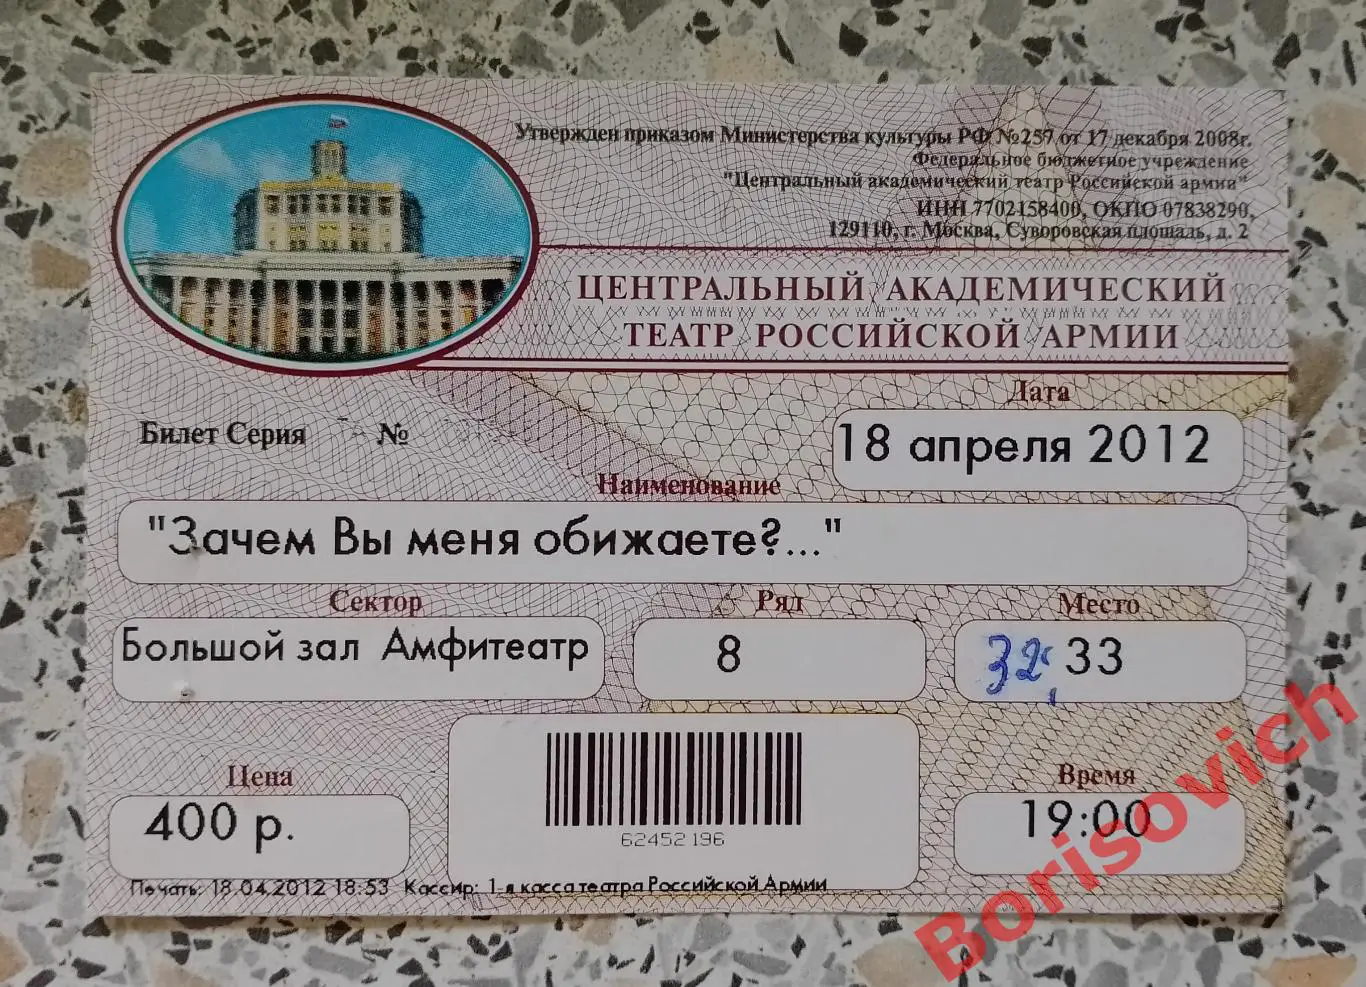 Утвержден приказом Министерства культуры РФ №257 от 17 декабря 2008г.
Федеральное бюджетное учреждение
"Центральный академический театр Российской армии"
ИНН 7702158400, ОКПО 07838290,
129110, г. Москва, Суворовская площадь, д. 2
ЦЕНТРАЛЬНЫЙ АКАДЕМИЧЕСКИЙ
ТЕАТР РОССИЙСКОЙ АРМИИ
Дата
Билет Серия №
18 апреля 2012
Наименование
"Зачем Вы меня обижаете?..."
Сектор Ряд Место
Большой зал Амфитеатр 8 32, 33
Цена Время
400 р. 19:00
62452196
Печать: 18.04.2012 18:53 Кассир: 1-я касса театра Российской Армии
Borisovich